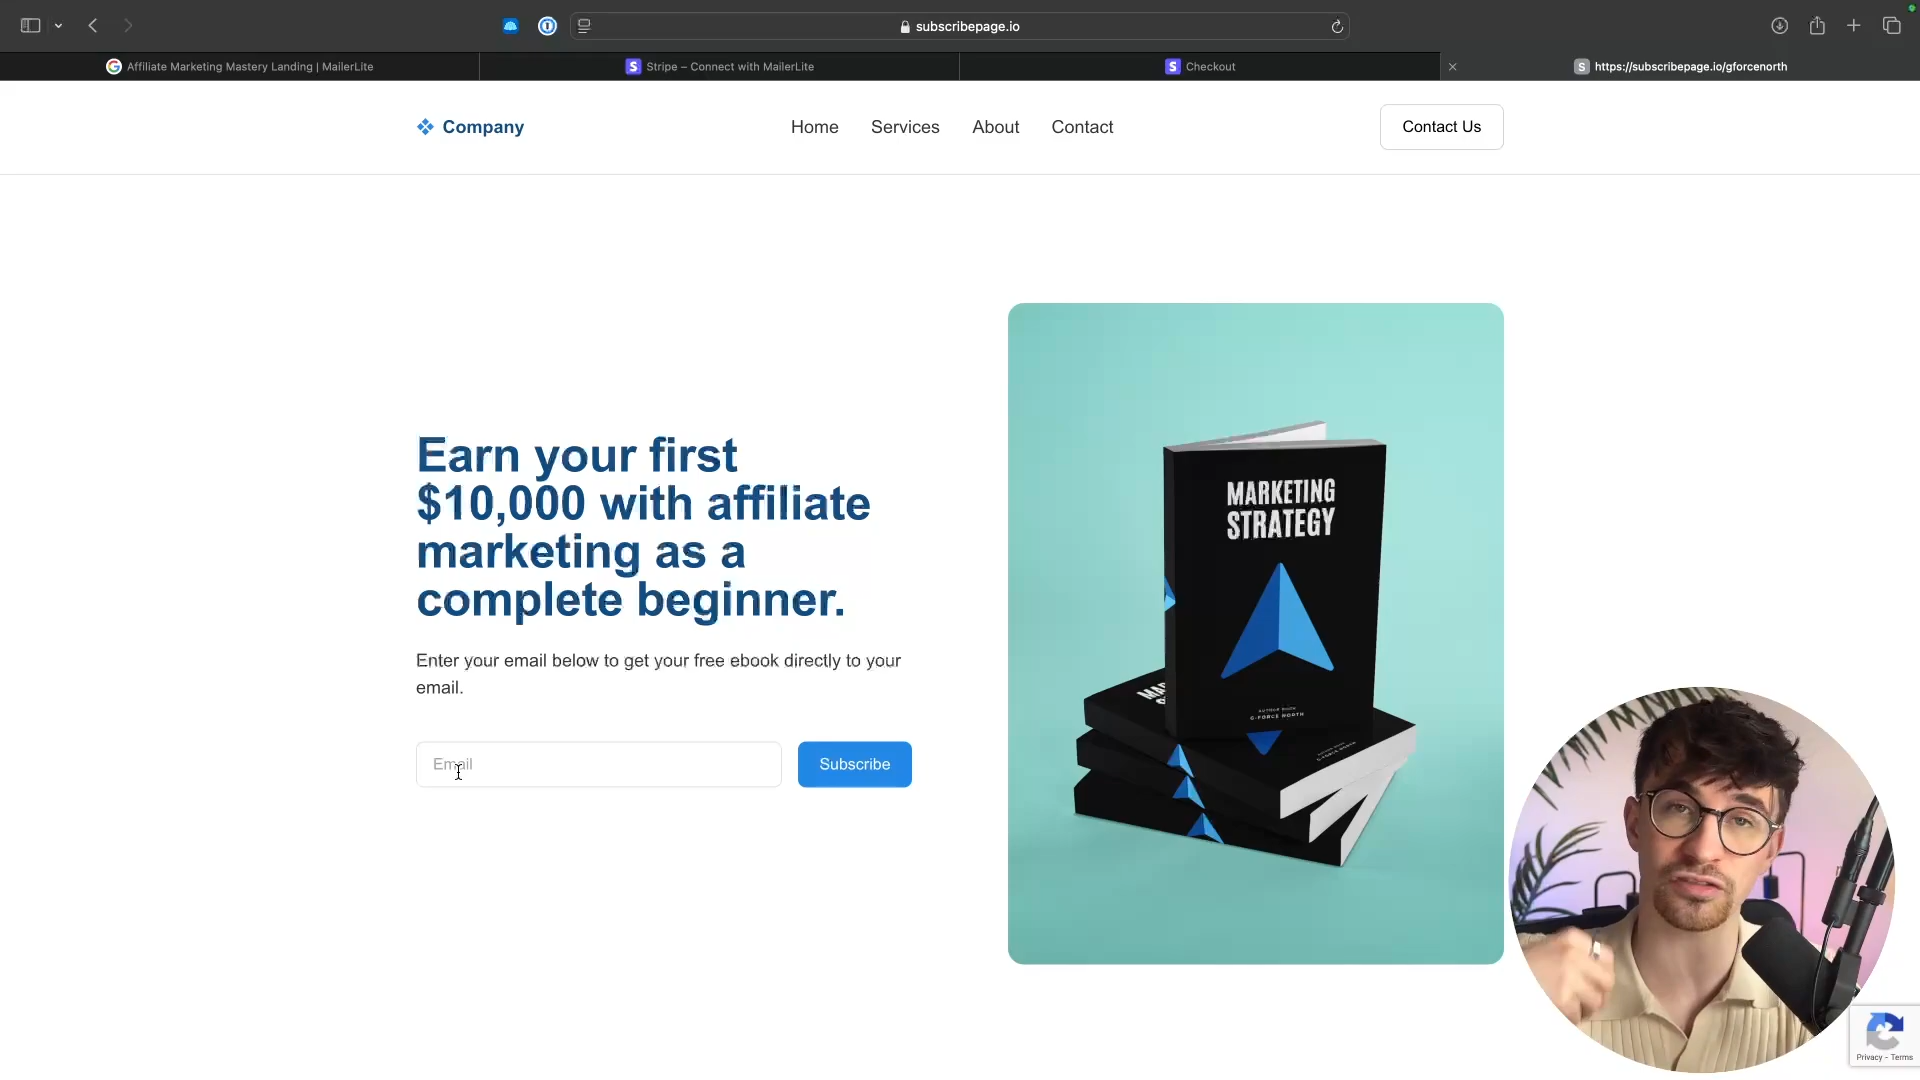 subscribepage.io
Affiliate Marketing Mastery Landing | MailerLite
Stripe – Connect with MailerLite
Checkout
https://subscribepage.io/gforcenorth
Company
Home
Services
About
Contact
Contact Us
Earn your first
$10,000 with affiliate
marketing as a
complete beginner.
Enter your email below to get your free ebook directly to your
email.
Email
Subscribe
MARKETING
STRATEGY
G-FORCE NORTH
Privacy - Terms